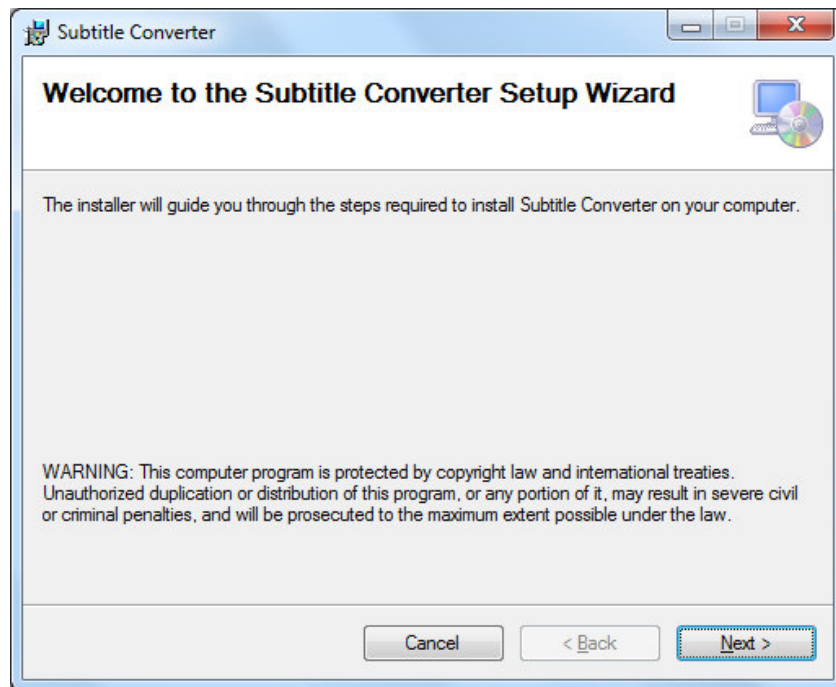 Subtitle Converter
Welcome to the Subtitle Converter Setup Wizard
The installer will guide you through the steps required to install Subtitle Converter on your computer.
WARNING: This computer program is protected by copyright law and international treaties.
Unauthorized duplication or distribution of this program, or any portion of it, may result in severe civil
or criminal penalties, and will be prosecuted to the maximum extent possible under the law.
Cancel
< Back
Next >